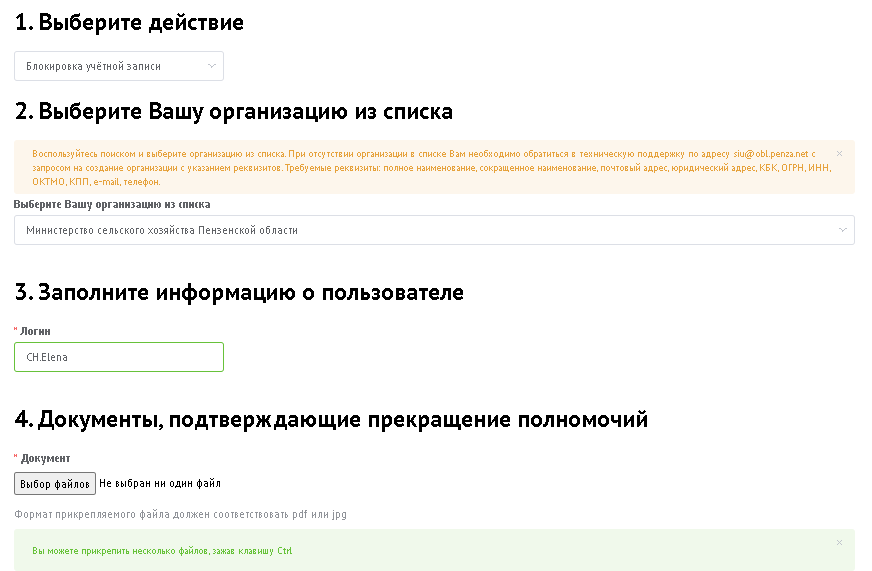 1. Выберите действие
Блокировка учётной записи
2. Выберите Вашу организацию из списка
Воспользуйтесь поиском и выберите организацию из списка. При отсутствии организации в списке Вам необходимо обратиться в техническую поддержку по адресу siu@obl.penza.net с
запросом на создание организации с указанием реквизитов. Требуемые реквизиты: полное наименование, сокращенное наименование, почтовый адрес, юридический адрес, КБК, ОГРН, ИНН,
ОКТМО, КПП, e-mail, телефон.
Выберите Вашу организацию из списка
Министерство сельского хозяйства Пензенской области
3. Заполните информацию о пользователе
* Логин
CH.Elena
4. Документы, подтверждающие прекращение полномочий
* Документ
Выбор файлов Не выбран ни один файл
Формат прикрепляемого файла должен соответствовать pdf или jpg
Вы можете прикрепить несколько файлов, зажав клавишу Ctrl